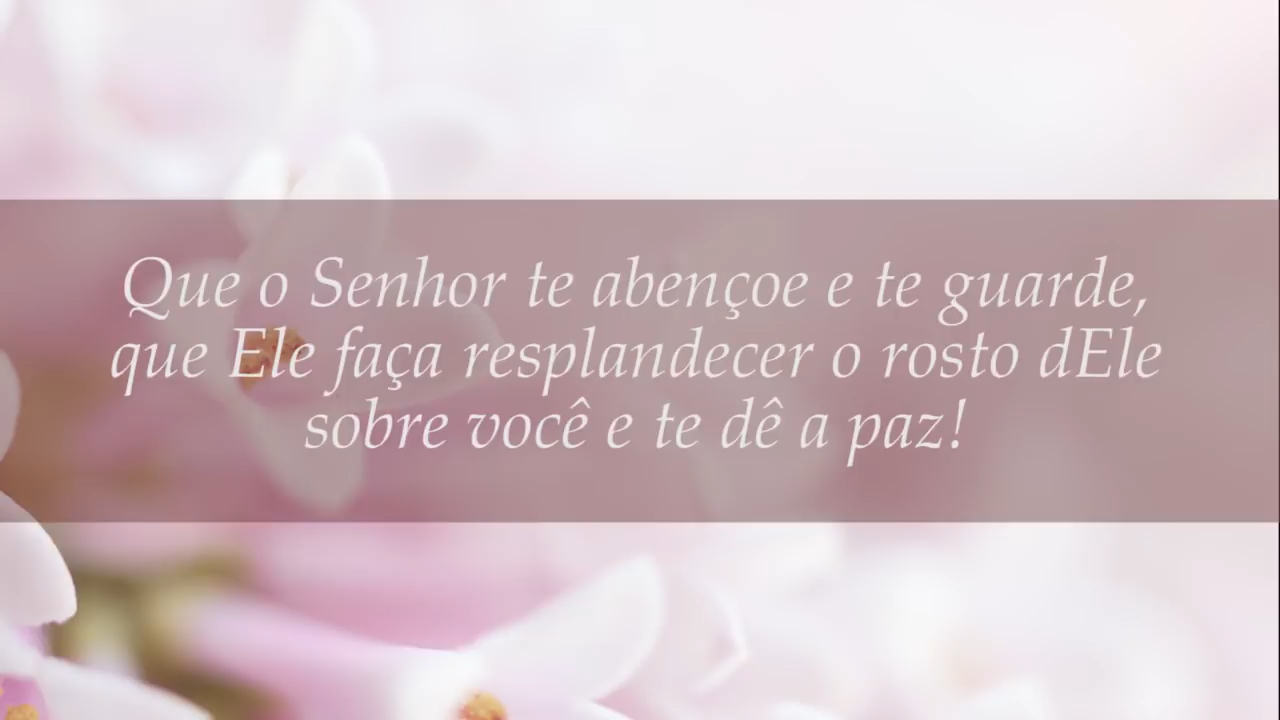 Que o Senhor te abençoe e te guarde,
que Ele faça resplandecer o rosto dEle
sobre você e te dê a paz!